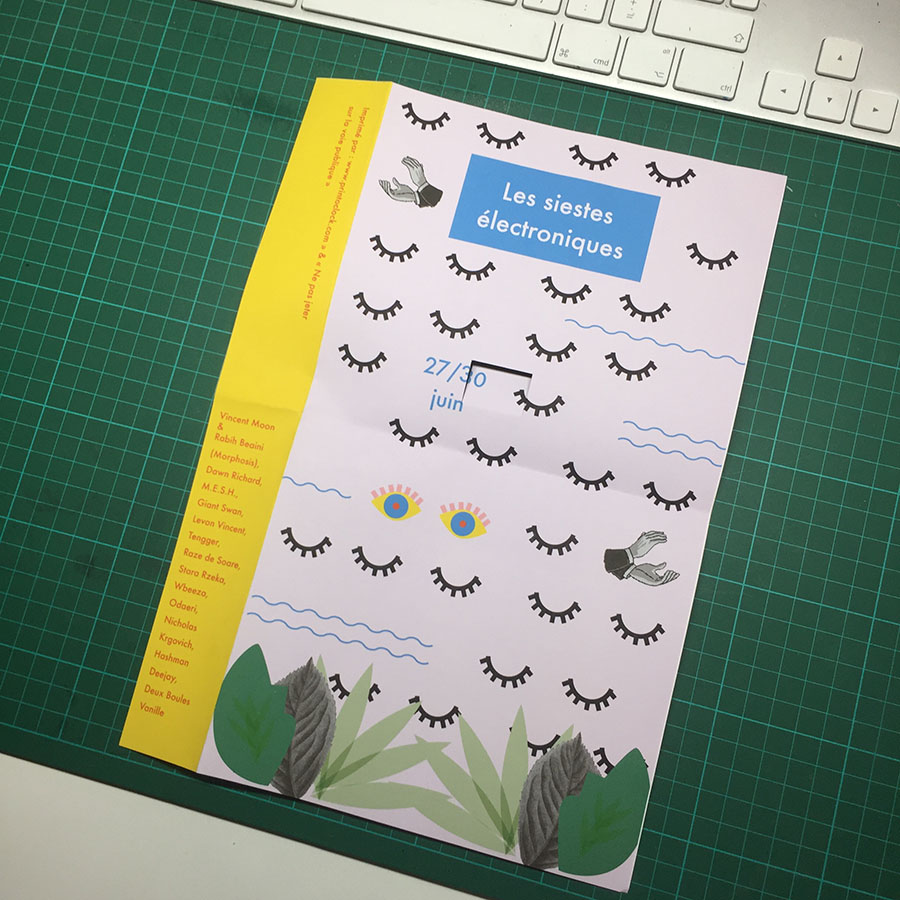 Les siestes
électroniques
27/30
juin
Imprimé par : www.printoclock.com » & « Ne pas jeter
sur la voie publique »
Vincent Moon
&
Rabih Beaini
(Morphosis),
Dawn Richard,
M.E.S.H.,
Giant Swan,
Levon Vincent,
Tengger,
Raze de Soare,
Stara Rzeka,
Wbeeza,
Odaeri,
Nicholas
Krgovich,
Hashman
Deejay,
Deux Boules
Vanille
cmd
alt
ctrl